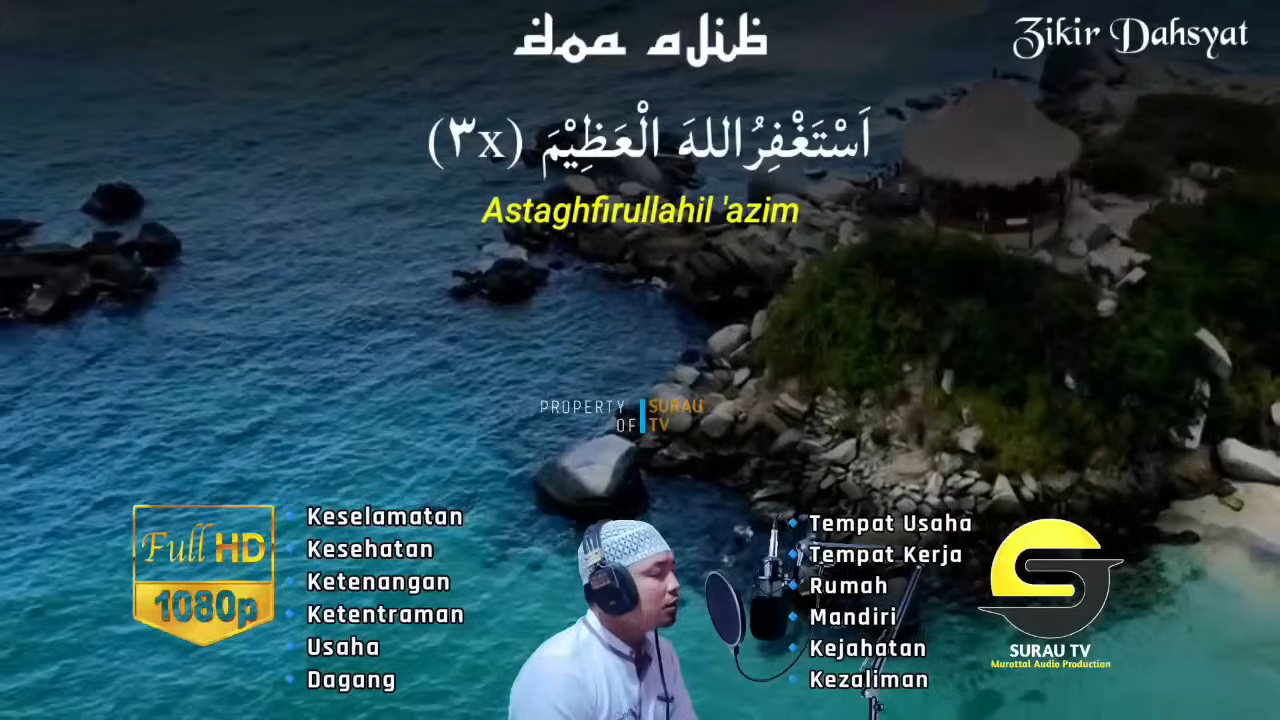 doa ajib
Zikir Dahsyat
اَسْتَغْفِرُاللهَ الْعَظِيْمَ (٣x)
Astaghfirullahil 'azim
PROPERTY OF
SURAU TV
Full HD
1080p
Keselamatan
Kesehatan
Ketenangan
Ketentraman
Usaha
Dagang
Tempat Usaha
Tempat Kerja
Rumah
Mandiri
Kejahatan
Kezaliman
SURAU TV
Murottal Audio Production